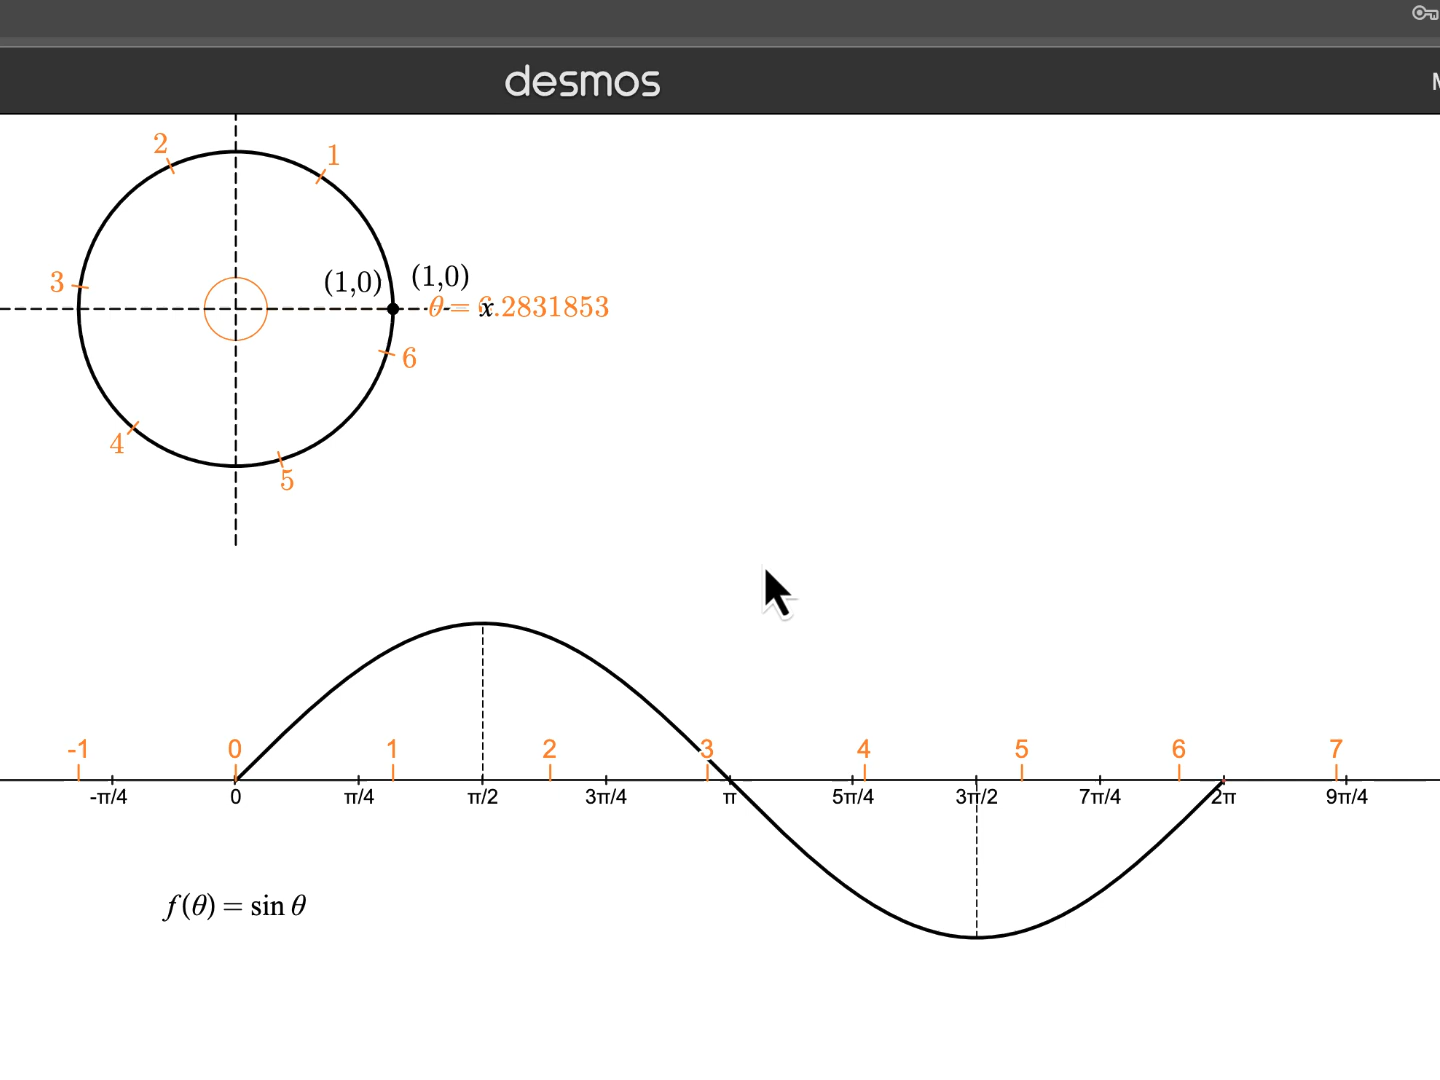 desmos
2
1
3
(1,0) (1,0)
θ = 6.2831853
x
6
4
5
-1 0 1 2 3 4 5 6 7
-π/4 0 π/4 π/2 3π/4 π 5π/4 3π/2 7π/4 2π 9π/4
f(θ) = sin θ